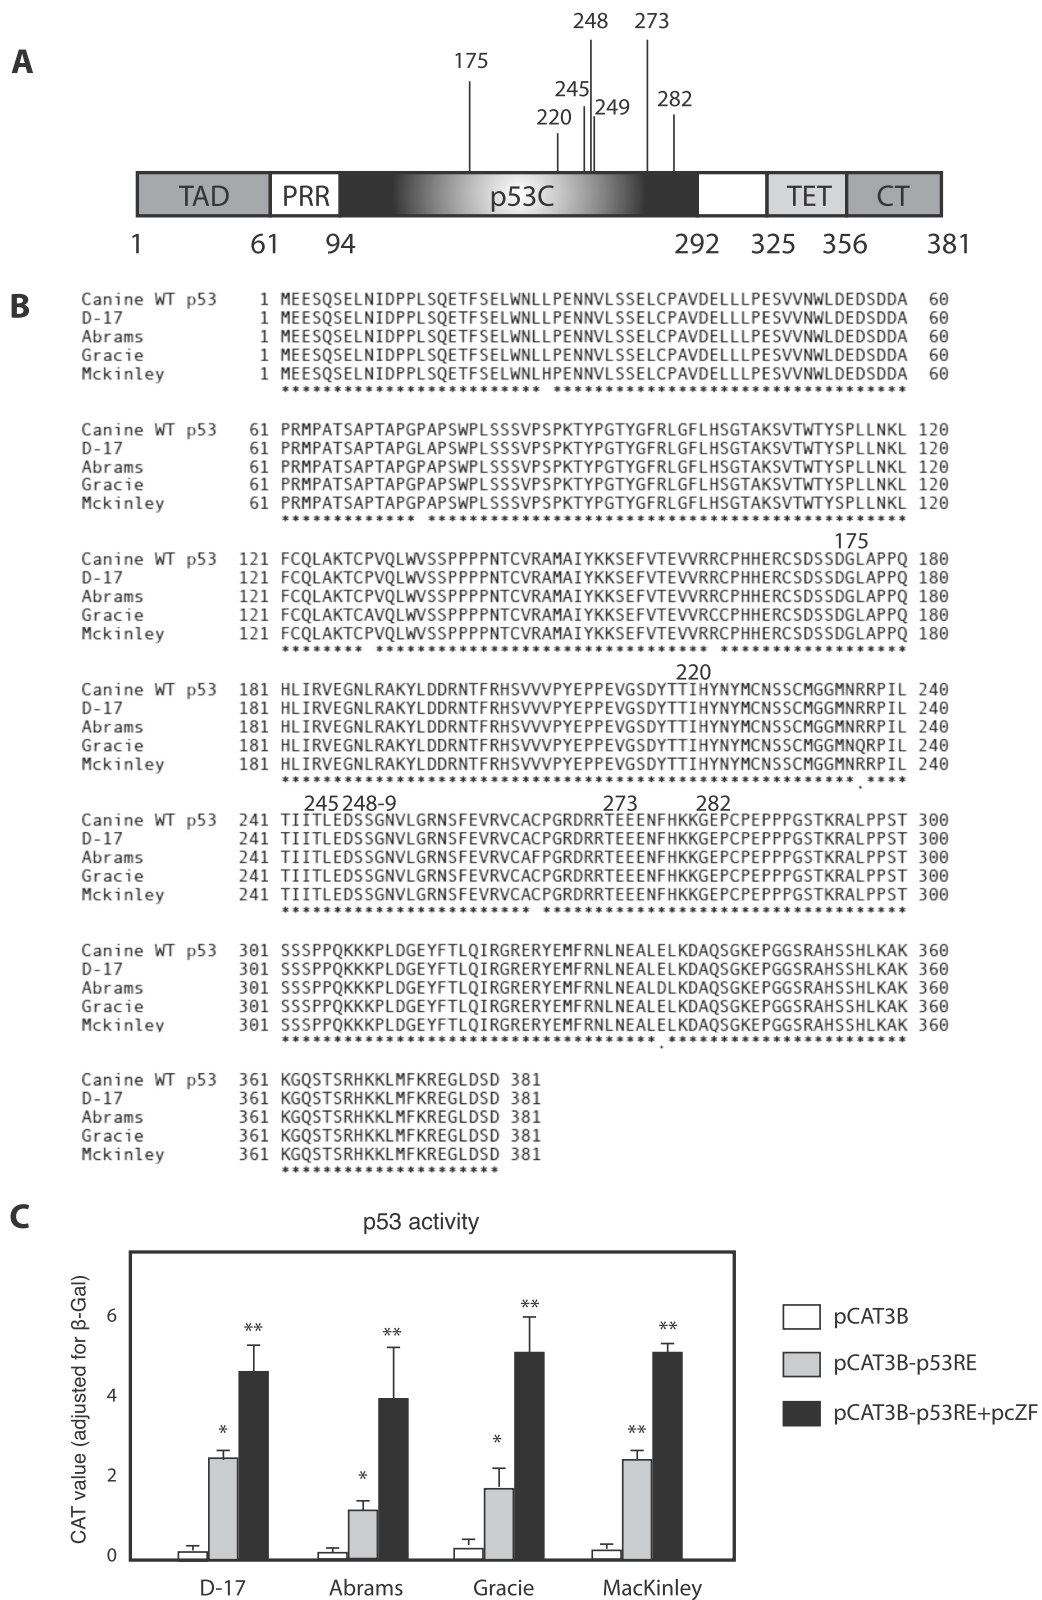 A
248 273
175
245
249
282
220
TAD PRR p53C TET CT
1 61 94 292 325 356 381
B
Canine WT p53 1 MEESQSELNIDPPLSQETFSELWNLLPENNVLSSELCPAVDELLLPESVVNWLDEDSDDA 60
D-17 1 MEESQSELNIDPPLSQETFSELWNLLPENNVLSSELCPAVDELLLPESVVNWLDEDSDDA 60
Abrams 1 MEESQSELNIDPPLSQETFSELWNLLPENNVLSSELCPAVDELLLPESVVNWLDEDSDDA 60
Gracie 1 MEESQSELNIDPPLSQETFSELWNLLPENNVLSSELCPAVDELLLPESVVNWLDEDSDDA 60
Mckinley 1 MEESQSELNIDPPLSQETFSELWNLHPENNVLSSELCPAVDELLLPESVVNWLDEDSDDA 60
************************* **********************************
Canine WT p53 61 PRMPATSAPTAPGPAPSWPLSSSVPSPKTYPGTYGFRLGFLHSGTAKSVTWTYSPLLNKL 120
D-17 61 PRMPATSAPTAPGLAPSWPLSSSVPSPKTYPGTYGFRLGFLHSGTAKSVTWTYSPLLNKL 120
Abrams 61 PRMPATSAPTAPGPAPSWPLSSSVPSPKTYPGTYGFRLGFLHSGTAKSVTWTYSPLLNKL 120
Gracie 61 PRMPATSAPTAPGPAPSWPLSSSVPSPKTYPGTYGFRLGFLHSGTAKSVTWTYSPLLNKL 120
Mckinley 61 PRMPATSAPTAPGPAPSWPLSSSVPSPKTYPGTYGFRLGFLHSGTAKSVTWTYSPLLNKL 120
************* **********************************************
175
Canine WT p53 121 FCQLAKTCPVQLWVSSPPPPNTCVRAMAIYKKSEFVTEVVRRCPHHERCSDSSDGLAPPQ 180
D-17 121 FCQLAKTCPVQLWVSSPPPPNTCVRAMAIYKKSEFVTEVVRRCPHHERCSDSSDGLAPPQ 180
Abrams 121 FCQLAKTCPVQLWVSSPPPPNTCVRAMAIYKKSEFVTEVVRRCPHHERCSDSSDGLAPPQ 180
Gracie 121 FCQLAKTCAVQLWVSSPPPPNTCVRAMAIYKKSEFVTEVVRCCPHHERCSDSSDGLAPPQ 180
Mckinley 121 FCQLAKTCPVQLWVSSPPPPNTCVRAMAIYKKSEFVTEVVRRCPHHERCSDSSDGLAPPQ 180
******** ******************************** ******************
220
Canine WT p53 181 HLIRVEGNLRAKYLDDRNTFRHSVVVPYEPPEVGSDYTTIHYNYMCNSSCMGGMNRRPIL 240
D-17 181 HLIRVEGNLRAKYLDDRNTFRHSVVVPYEPPEVGSDYTTIHYNYMCNSSCMGGMNRRPIL 240
Abrams 181 HLIRVEGNLRAKYLDDRNTFRHSVVVPYEPPEVGSDYTTIHYNYMCNSSCMGGMNRRPIL 240
Gracie 181 HLIRVEGNLRAKYLDDRNTFRHSVVVPYEPPEVGSDYTTIHYNYMCNSSCMGGMNQRPIL 240
Mckinley 181 HLIRVEGNLRAKYLDDRNTFRHSVVVPYEPPEVGSDYTTIHYNYMCNSSCMGGMNRRPIL 240
*******************************************************.****
245 248-9 273 282
Canine WT p53 241 TIITLEDSSGNVLGRNSFEVRVCACPGRDRRTEEENFHKKGEPCPEPPPGSTKRALPPST 300
D-17 241 TIITLEDSSGNVLGRNSFEVRVCACPGRDRRTEEENFHKKGEPCPEPPPGSTKRALPPST 300
Abrams 241 TIITLEDSSGNVLGRNSFEVRVCAFPGRDRRTEEENFHKKGEPCPEPPPGSTKRALPPST 300
Gracie 241 TIITLEDSSGNVLGRNSFEVRVCACPGRDRRTEEENFHKKGEPCPEPPPGSTKRALPPST 300
Mckinley 241 TIITLEDSSGNVLGRNSFEVRVCACPGRDRRTEEENFHKKGEPCPEPPPGSTKRALPPST 300
************************ ***********************************
Canine WT p53 301 SSSPPQKKKPLDGEYFTLQIRGRERYEMFRNLNEALELKDAQSGKEPGGSRAHSSHLKAK 360
D-17 301 SSSPPQKKKPLDGEYFTLQIRGRERYEMFRNLNEALELKDAQSGKEPGGSRAHSSHLKAK 360
Abrams 301 SSSPPQKKKPLDGEYFTLQIRGRERYEMFRNLNEALDLKDAQSGKEPGGSRAHSSHLKAK 360
Gracie 301 SSSPPQKKKPLDGEYFTLQIRGRERYEMFRNLNEALELKDAQSGKEPGGSRAHSSHLKAK 360
Mckinley 301 SSSPPQKKKPLDGEYFTLQIRGRERYEMFRNLNEALELKDAQSGKEPGGSRAHSSHLKAK 360
************************************.***********************
Canine WT p53 361 KGQSTSRHKKLMFKREGLDSD 381
D-17 361 KGQSTSRHKKLMFKREGLDSD 381
Abrams 361 KGQSTSRHKKLMFKREGLDSD 381
Gracie 361 KGQSTSRHKKLMFKREGLDSD 381
Mckinley 361 KGQSTSRHKKLMFKREGLDSD 381
*********************
C
p53 activity
CAT value (adjusted for β-Gal)
6
4
2
0
* **
* **
* **
** **
D-17 Abrams Gracie MacKinley
pCAT3B
pCAT3B-p53RE
pCAT3B-p53RE+pcZF